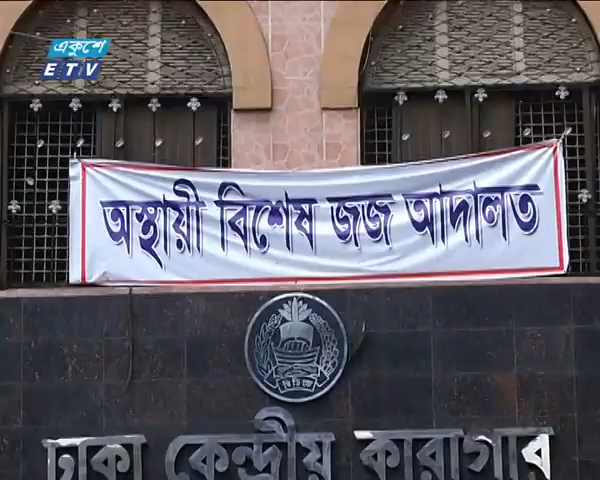 একুশে
ETV
অস্থায়ী বিশেষ জজ আদালত
ঢাকা কেন্দ্রীয় কারাগার